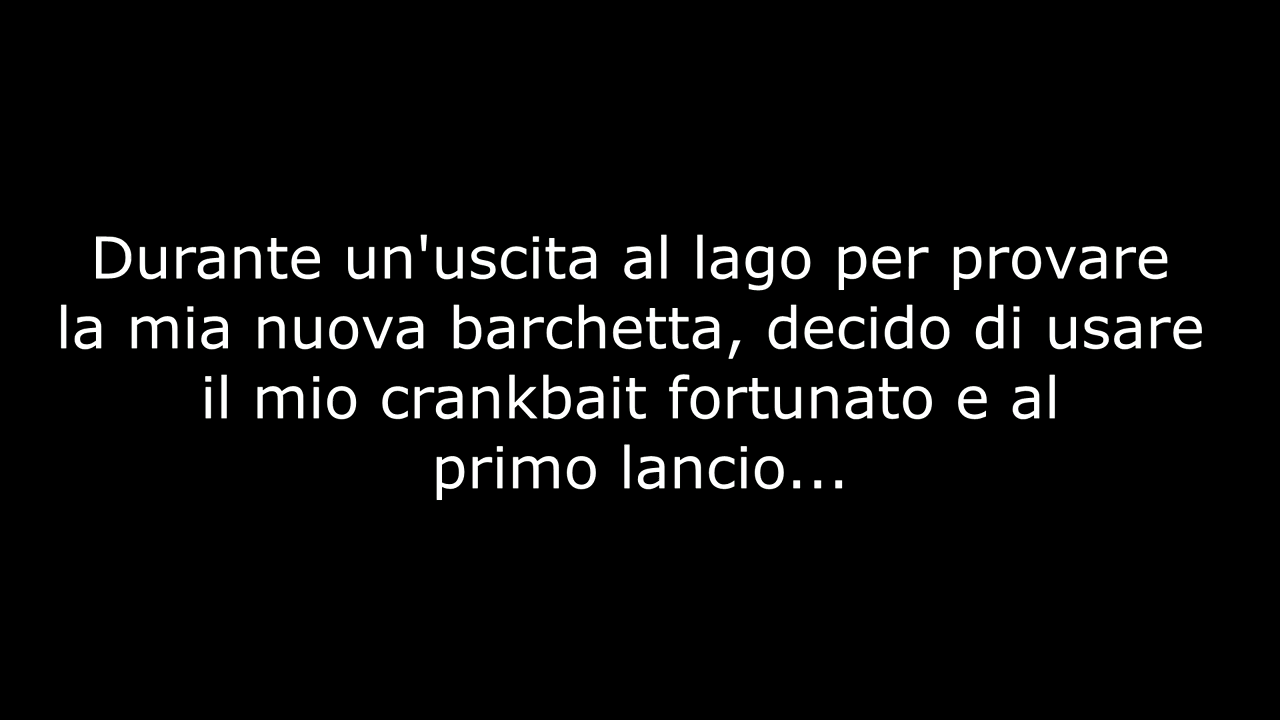 Durante un'uscita al lago per provare
la mia nuova barchetta, decido di usare
il mio crankbait fortunato e al
primo lancio...